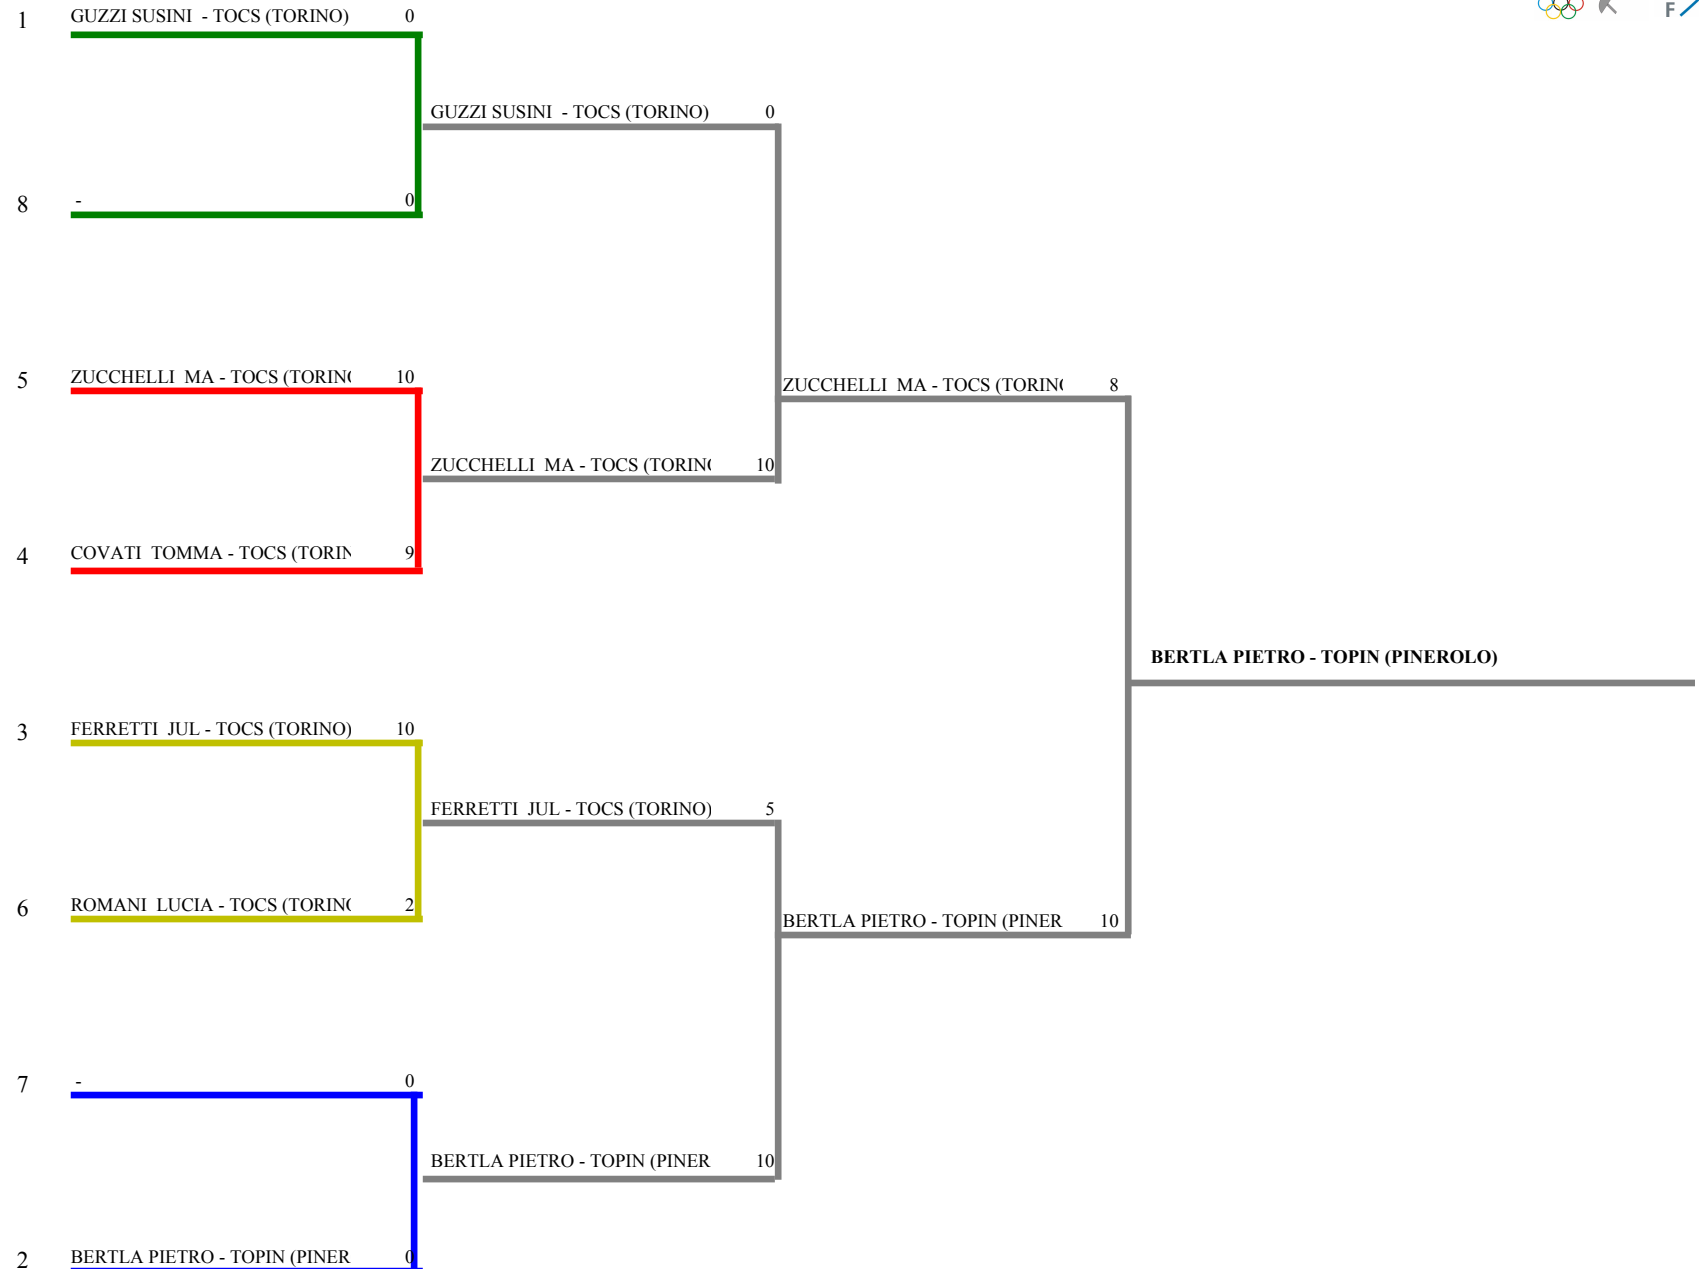 1 GUZZI SUSINI - TOCS (TORINO) 0
F
GUZZI SUSINI - TOCS (TORINO) 0
8 - 0
5 ZUCCHELLI MA - TOCS (TORIN( 10
ZUCCHELLI MA - TOCS (TORIN( 8
ZUCCHELLI MA - TOCS (TORIN( 10
4 COVATI TOMMA - TOCS (TORIN 9
BERTLA PIETRO - TOPIN (PINEROLO)
3 FERRETTI JUL - TOCS (TORINO) 10
FERRETTI JUL - TOCS (TORINO) 5
6 ROMANI LUCIA - TOCS (TORIN( 2
BERTLA PIETRO - TOPIN (PINER 10
7 - 0
BERTLA PIETRO - TOPIN (PINER 10
2 BERTLA PIETRO - TOPIN (PINER 0